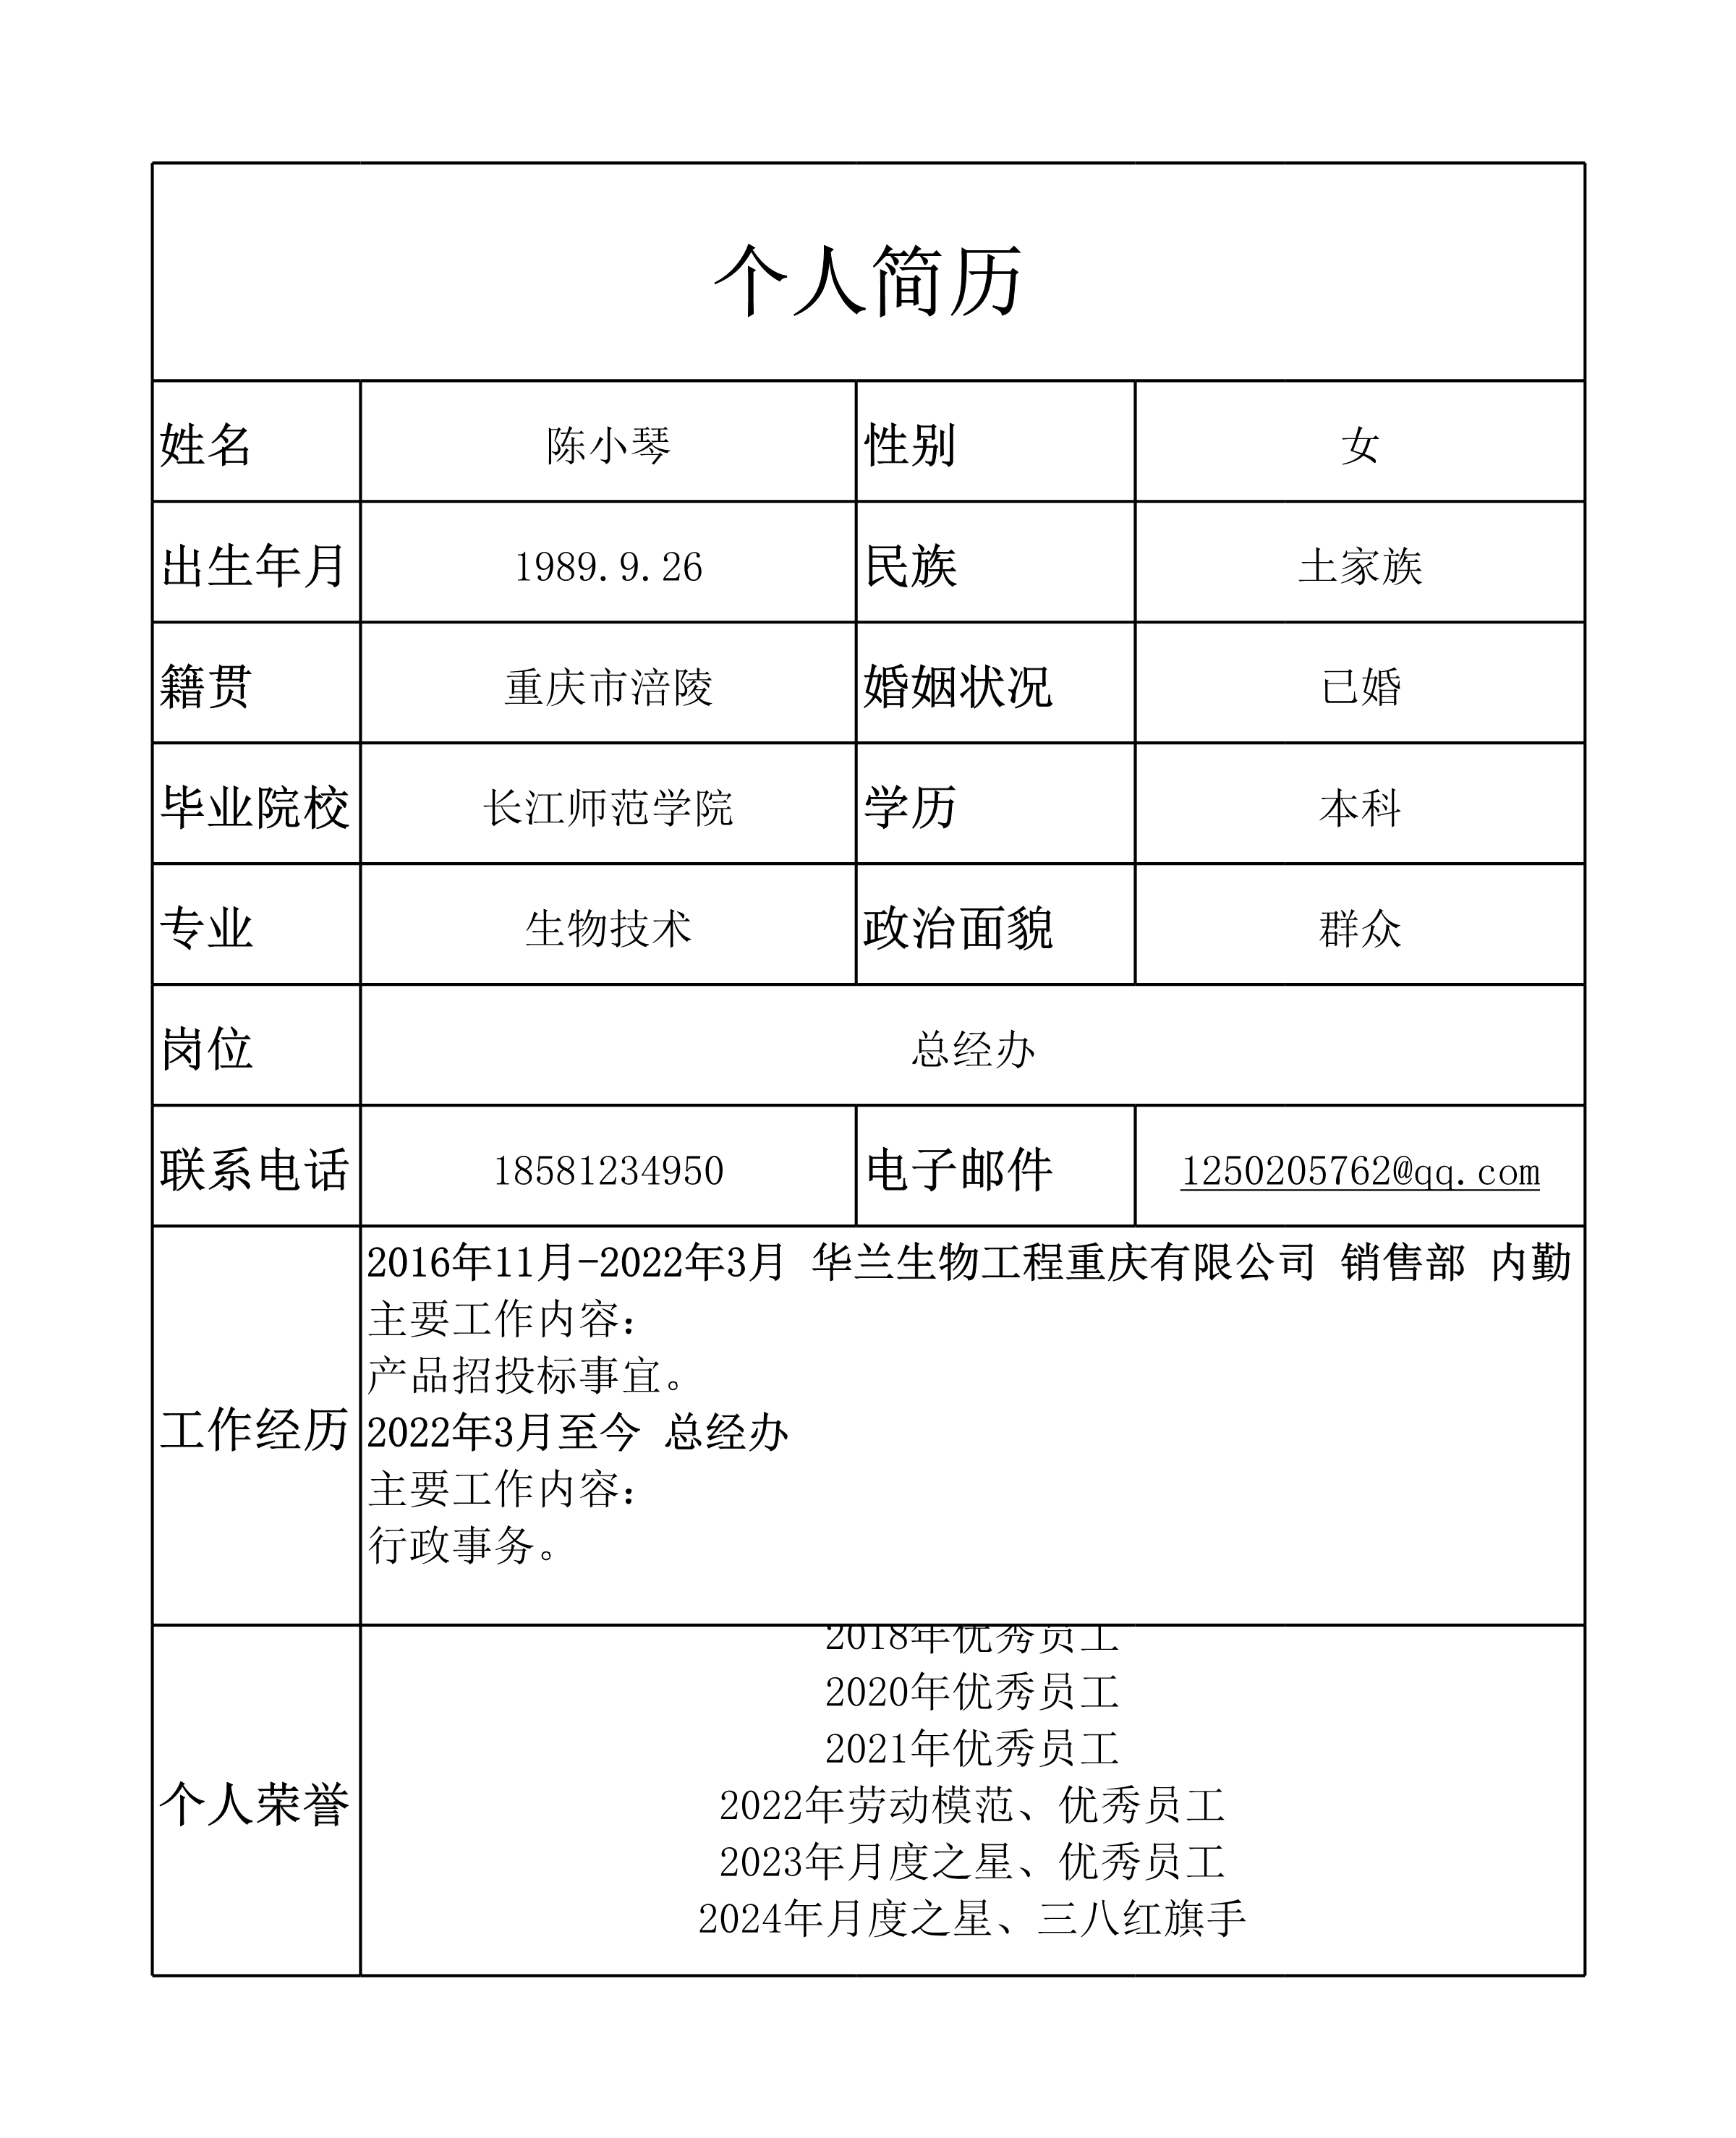 个人简历
姓名 陈小琴 性别 女
出生年月 1989.9.26 民族 土家族
籍贯 重庆市涪陵 婚姻状况 已婚
毕业院校 长江师范学院 学历 本科
专业 生物技术 政治面貌 群众
岗位 总经办
联系电话 18581234950 电子邮件 1250205762@qq.com
工作经历
2016年11月-2022年3月 华兰生物工程重庆有限公司 销售部 内勤
主要工作内容：
产品招投标事宜。
2022年3月至今 总经办
主要工作内容：
行政事务。
个人荣誉
2018年优秀员工
2020年优秀员工
2021年优秀员工
2022年劳动模范、优秀员工
2023年月度之星、优秀员工
2024年月度之星、三八红旗手